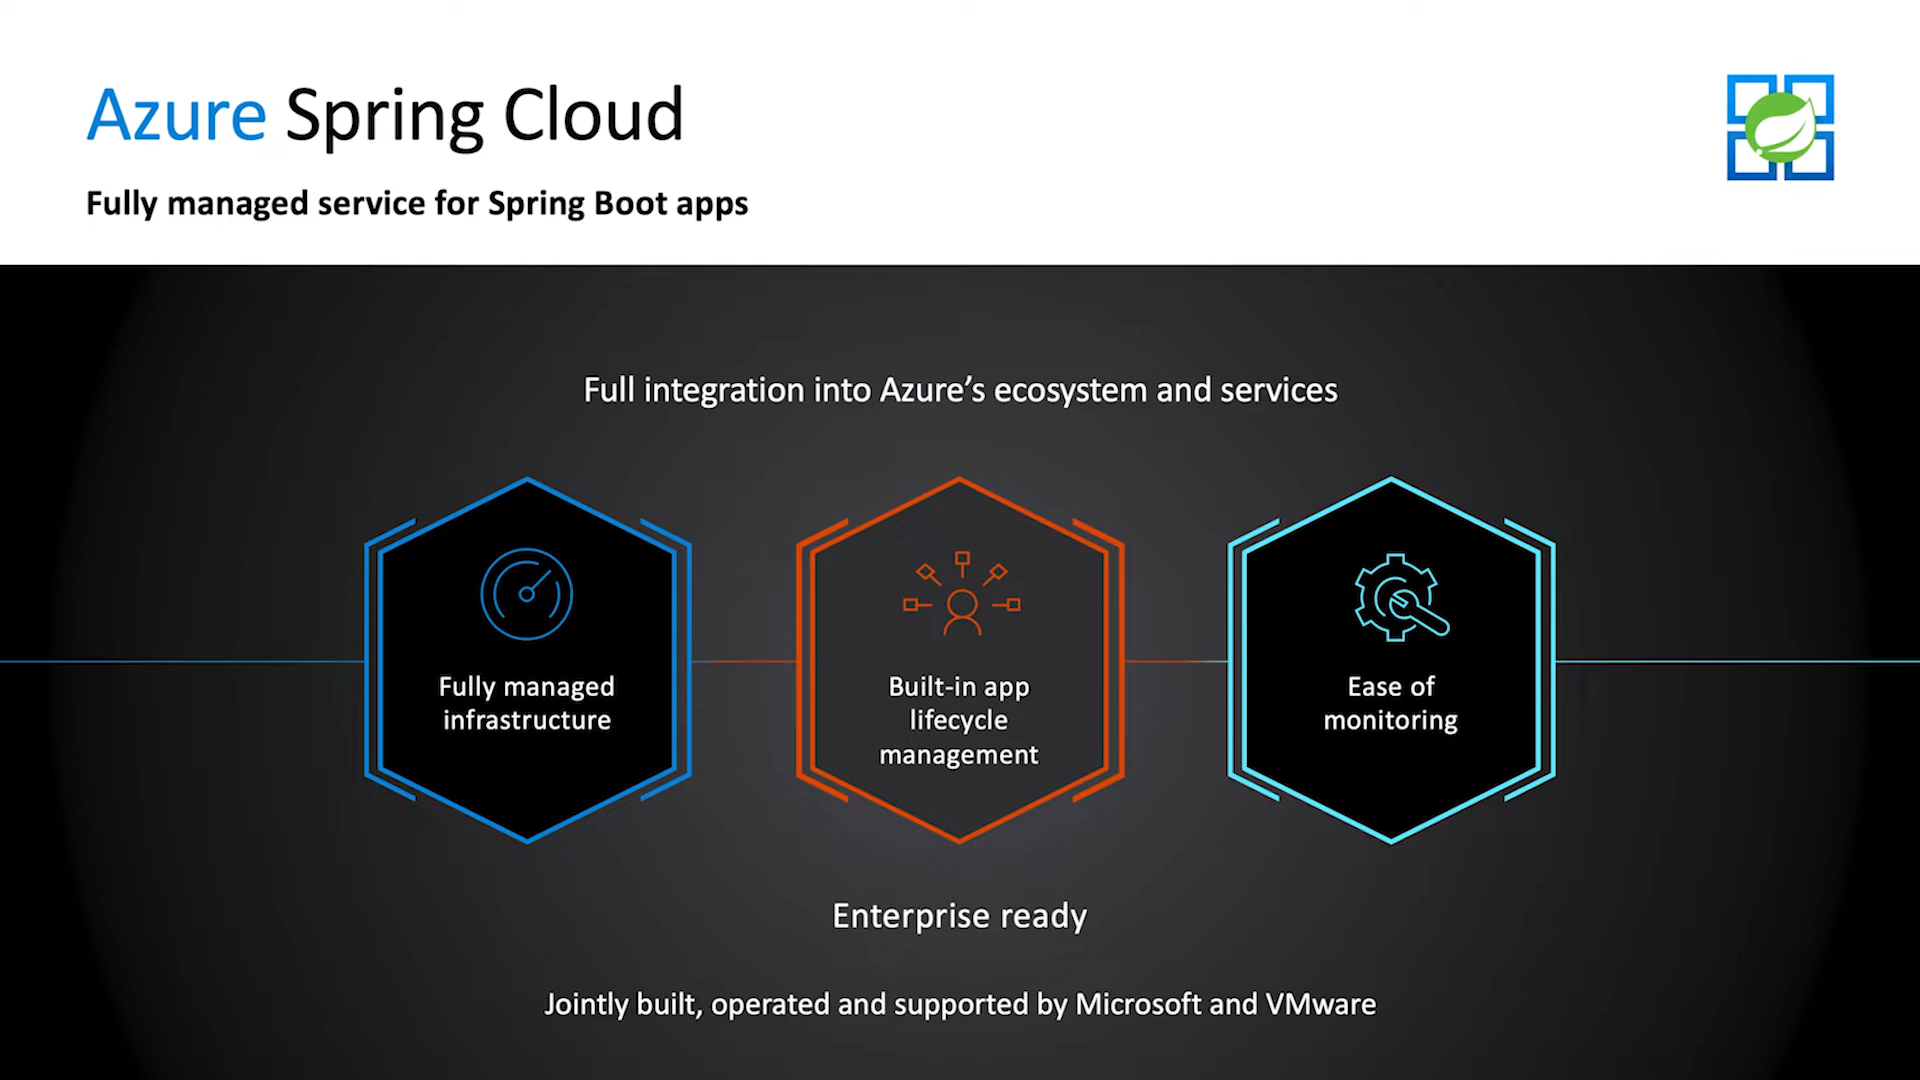 Azure Spring Cloud
Fully managed service for Spring Boot apps
Full integration into Azure’s ecosystem and services
Fully managed
infrastructure
Built-in app
lifecycle
management
Ease of
monitoring
Enterprise ready
Jointly built, operated and supported by Microsoft and VMware